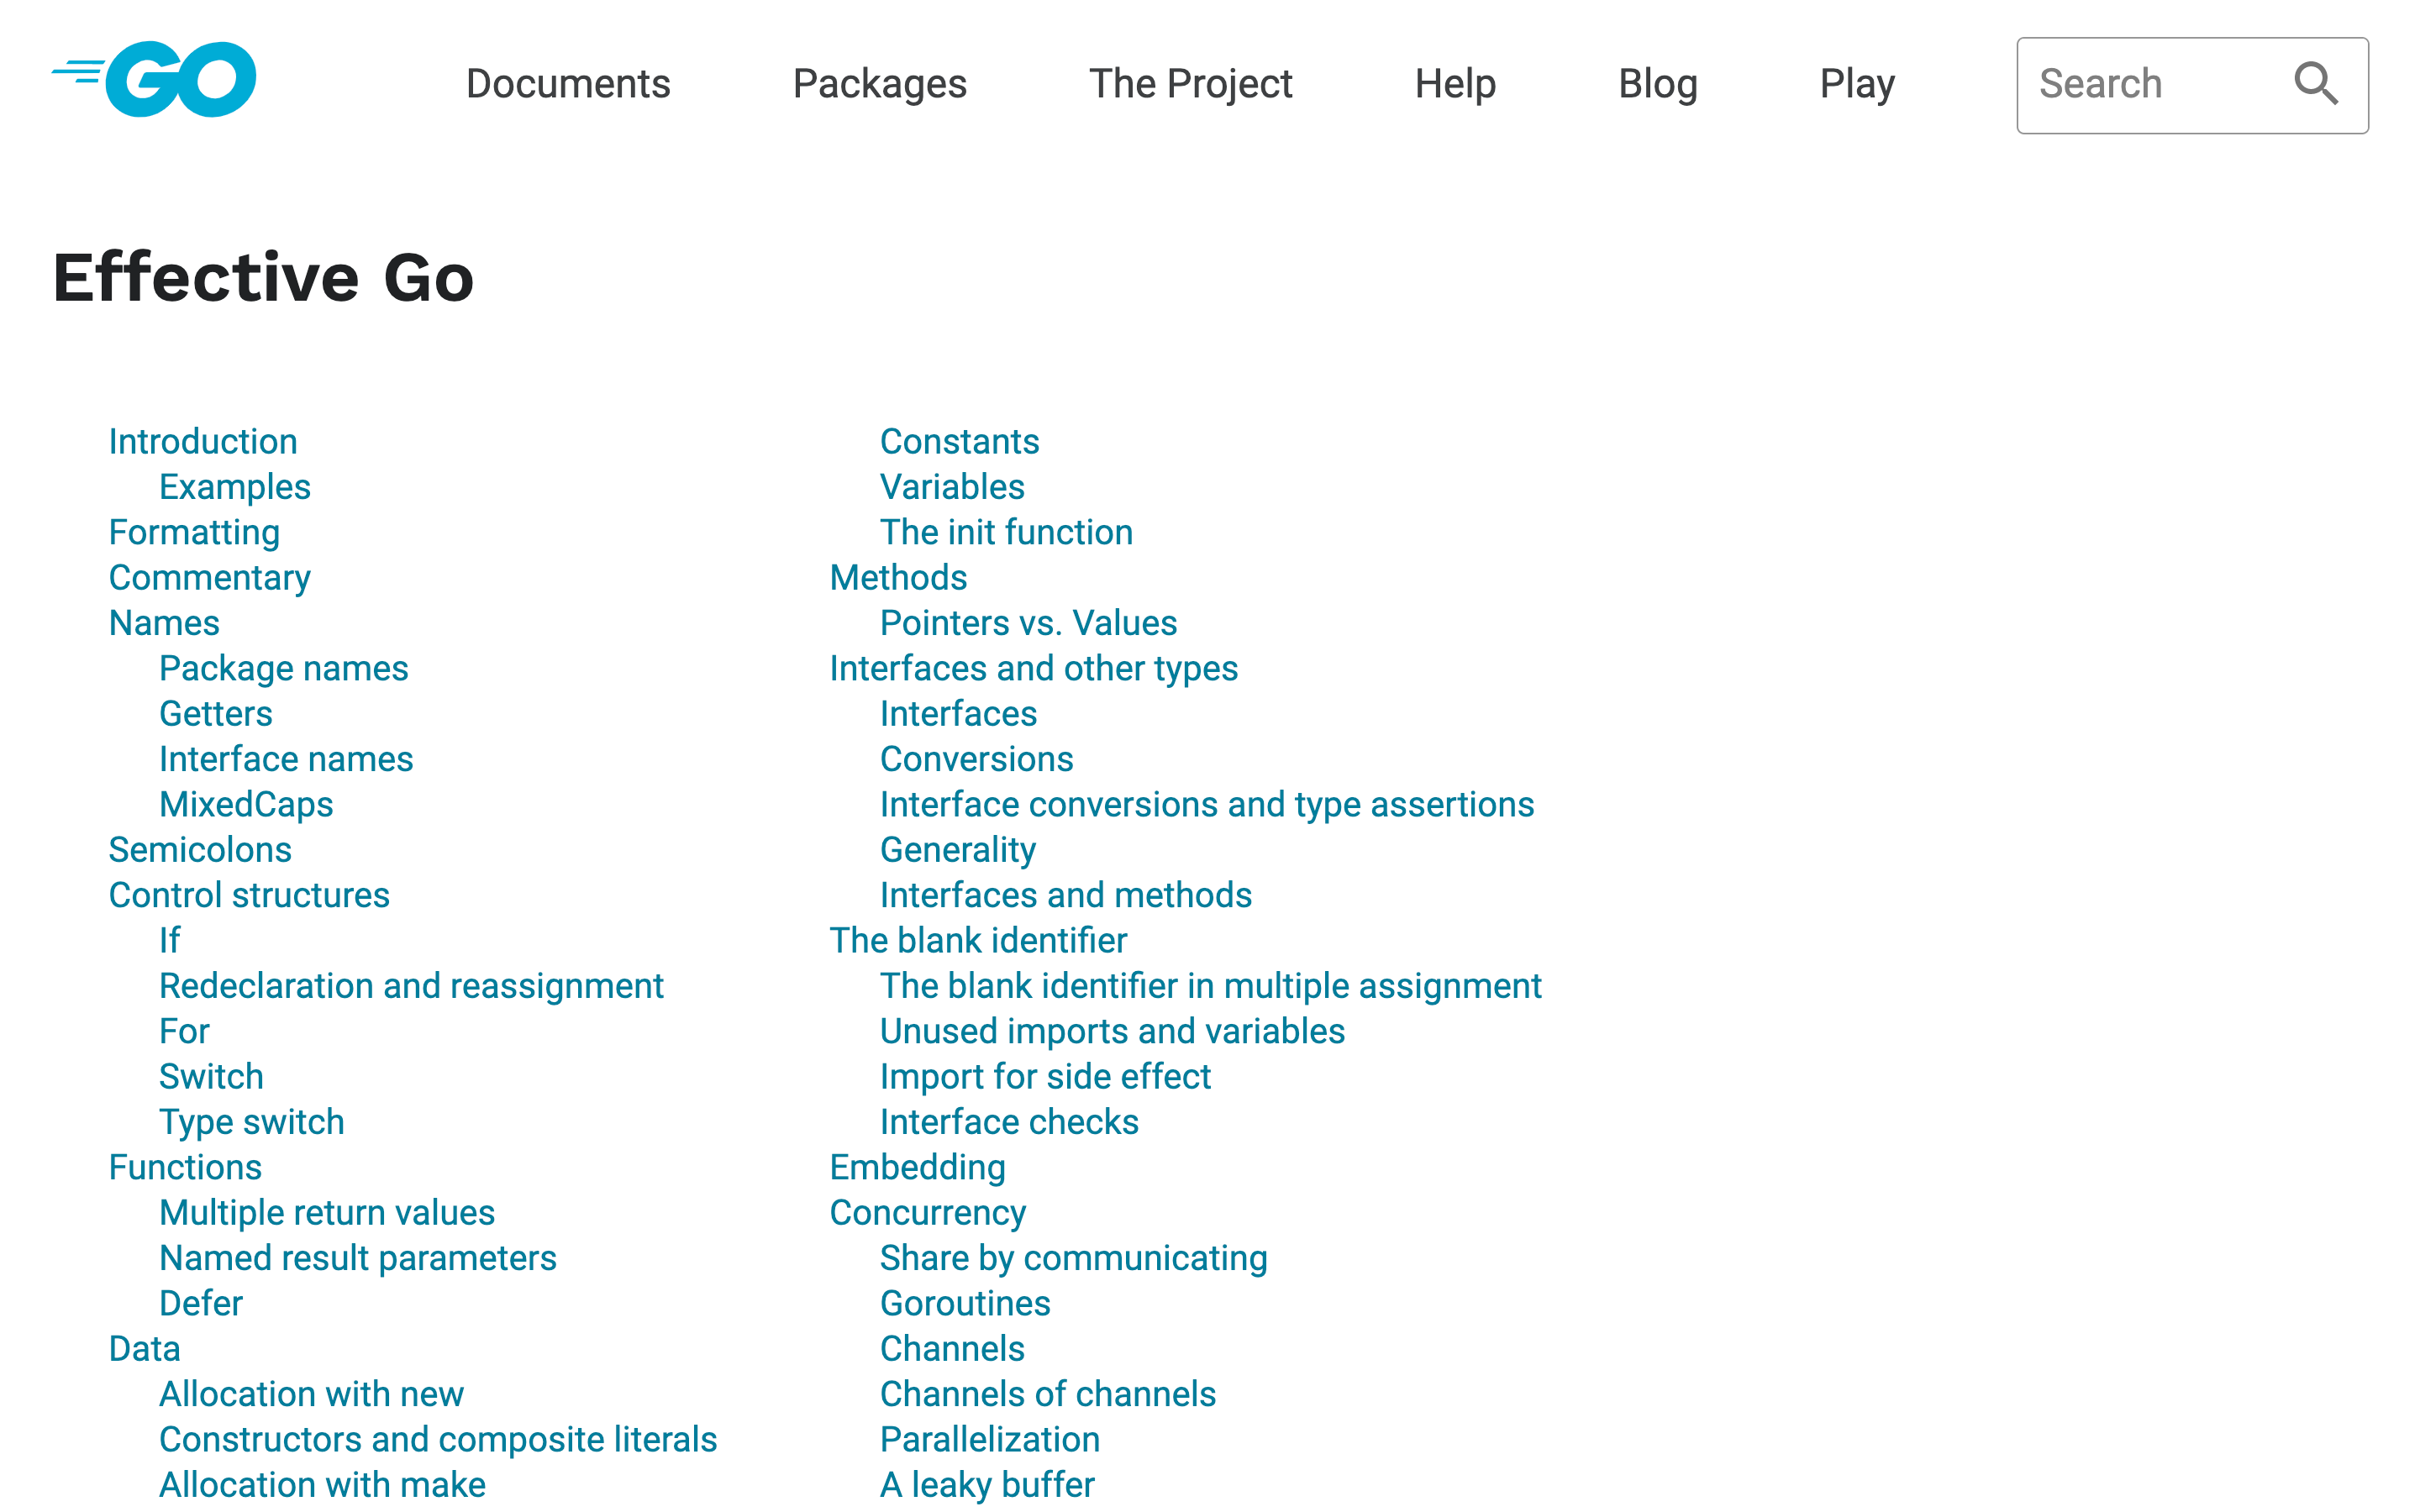 GO
Documents
Packages
The Project
Help
Blog
Play
Search
Effective Go
Introduction
Examples
Formatting
Commentary
Names
Package names
Getters
Interface names
MixedCaps
Semicolons
Control structures
If
Redeclaration and reassignment
For
Switch
Type switch
Functions
Multiple return values
Named result parameters
Defer
Data
Allocation with new
Constructors and composite literals
Allocation with make
Constants
Variables
The init function
Methods
Pointers vs. Values
Interfaces and other types
Interfaces
Conversions
Interface conversions and type assertions
Generality
Interfaces and methods
The blank identifier
The blank identifier in multiple assignment
Unused imports and variables
Import for side effect
Interface checks
Embedding
Concurrency
Share by communicating
Goroutines
Channels
Channels of channels
Parallelization
A leaky buffer